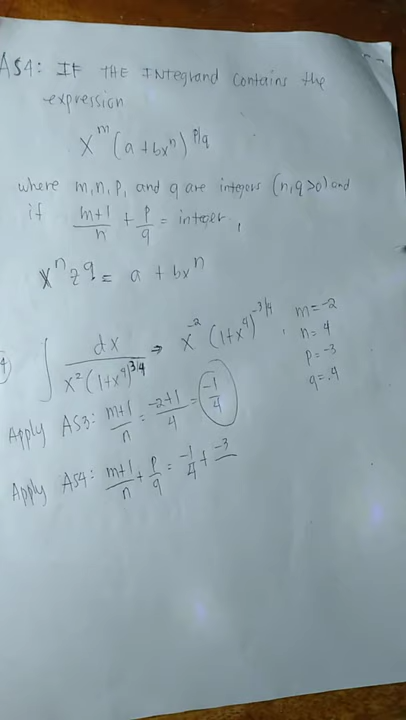 AS4: IF THE INtegrand contains the
expression
x^m (a + bx^n)^p/q
where m,n,p, and q are integers (n,q >0) and
if (m+1)/n + p/q = integer,
x^n z^q = a + bx^n
∫ dx / x^2(1+x^4)^3/4 → x^-2 (1+x^4)^-3/4,
m=-2
n=4
p=-3
q=4
Apply AS3: (m+1)/n = (-2+1)/4 = -1/4
Apply AS4: (m+1)/n + p/q = -1/4 + -3/